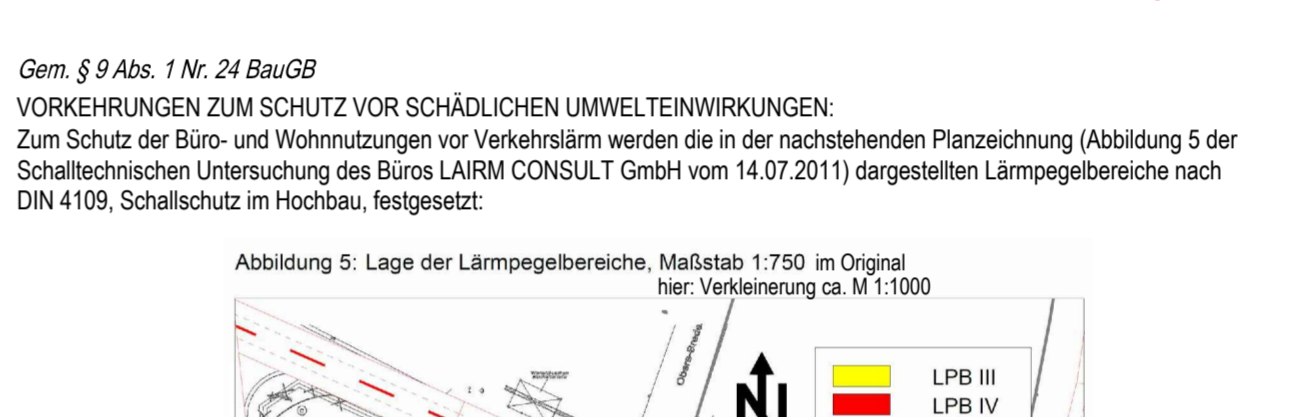 Gem. § 9 Abs. 1 Nr. 24 BauGB
VORKEHRUNGEN ZUM SCHUTZ VOR SCHÄDLICHEN UMWELTEINWIRKUNGEN:
Zum Schutz der Büro- und Wohnnutzungen vor Verkehrslärm werden die in der nachstehenden Planzeichnung (Abbildung 5 der
Schalltechnischen Untersuchung des Büros LAIRM CONSULT GmbH vom 14.07.2011) dargestellten Lärmpegelbereiche nach
DIN 4109, Schallschutz im Hochbau, festgesetzt:
Abbildung 5: Lage der Lärmpegelbereiche, Maßstab 1:750 im Original
hier: Verkleinerung ca. M 1:1000
N
LPB III
LPB IV